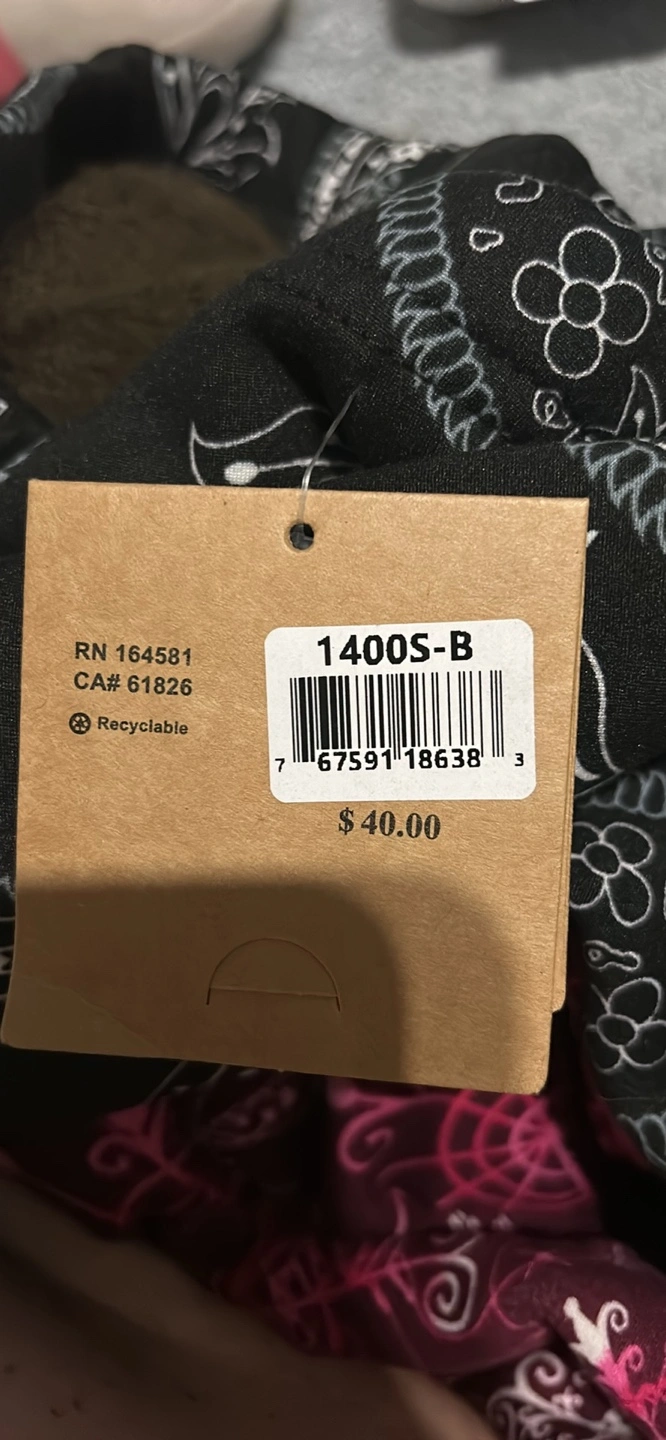 RN 164581
CA# 61826
Recyclable
1400S-B
7 67591 18638 3
$ 40.00